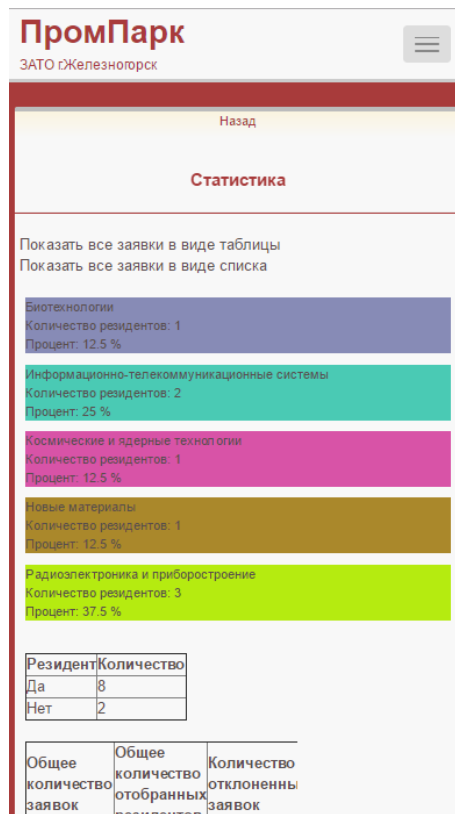 ПромПарк
ЗАТО г.Железногорск
Назад
Статистика
Показать все заявки в виде таблицы
Показать все заявки в виде списка
Биотехнологии
Количество резидентов: 1
Процент: 12.5 %
Информационно-телекоммуникационные системы
Количество резидентов: 2
Процент: 25 %
Космические и ядерные технологии
Количество резидентов: 1
Процент: 12.5 %
Новые материалы
Количество резидентов: 1
Процент: 12.5 %
Радиоэлектроника и приборостроение
Количество резидентов: 3
Процент: 37.5 %
Резидент Количество
Да 8
Нет 2
Общее количество заявок
Общее количество отобранных резидентов
Количество отклоненны заявок